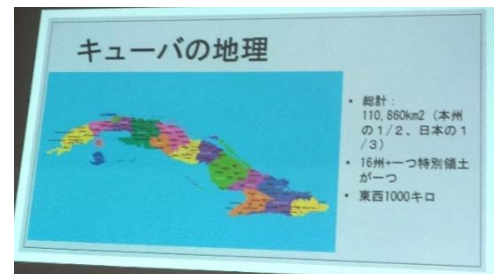 キューバの地理
• 総計：
110,860km2（本州
の１/２、日本の１
/３）
• 16州+一つ特別領土
が一つ
• 東西1000キロ